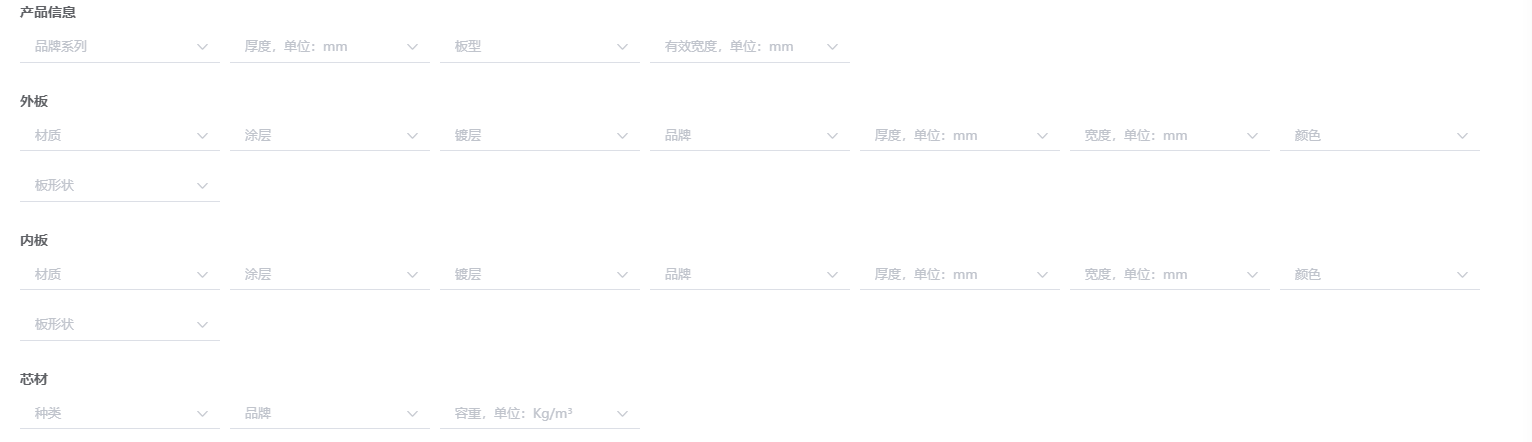 产品信息
品牌系列 厚度，单位：mm 板型 有效宽度，单位：mm
外板
材质 涂层 镀层 品牌 厚度，单位：mm 宽度，单位：mm 颜色
板形状
内板
材质 涂层 镀层 品牌 厚度，单位：mm 宽度，单位：mm 颜色
板形状
芯材
种类 品牌 容重，单位：Kg/m³